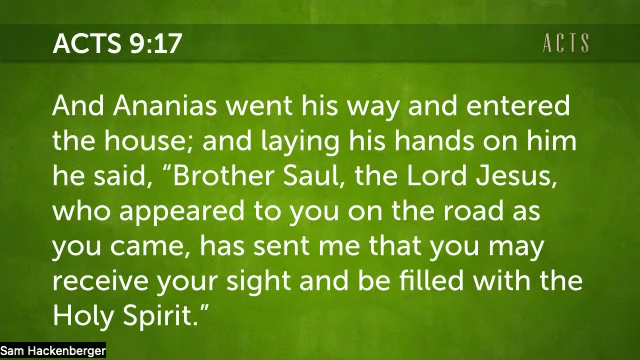 ACTS 9:17
ACTS
And Ananias went his way and entered
the house; and laying his hands on him
he said, “Brother Saul, the Lord Jesus,
who appeared to you on the road as
you came, has sent me that you may
receive your sight and be filled with the
Holy Spirit.”
Sam Hackenberger